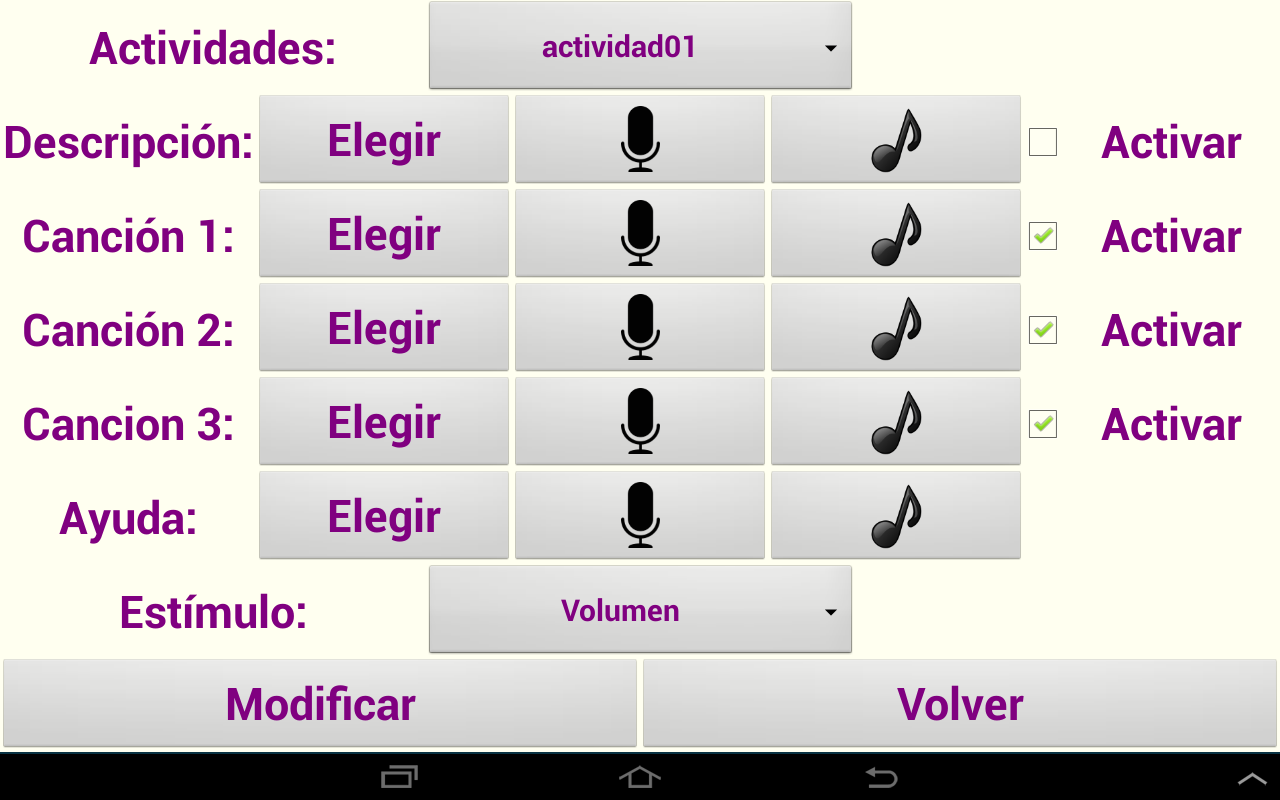 Actividades: actividad01
Descripción: Elegir Activar
Canción 1: Elegir Activar
Canción 2: Elegir Activar
Cancion 3: Elegir Activar
Ayuda: Elegir
Estímulo: Volumen
Modificar Volver